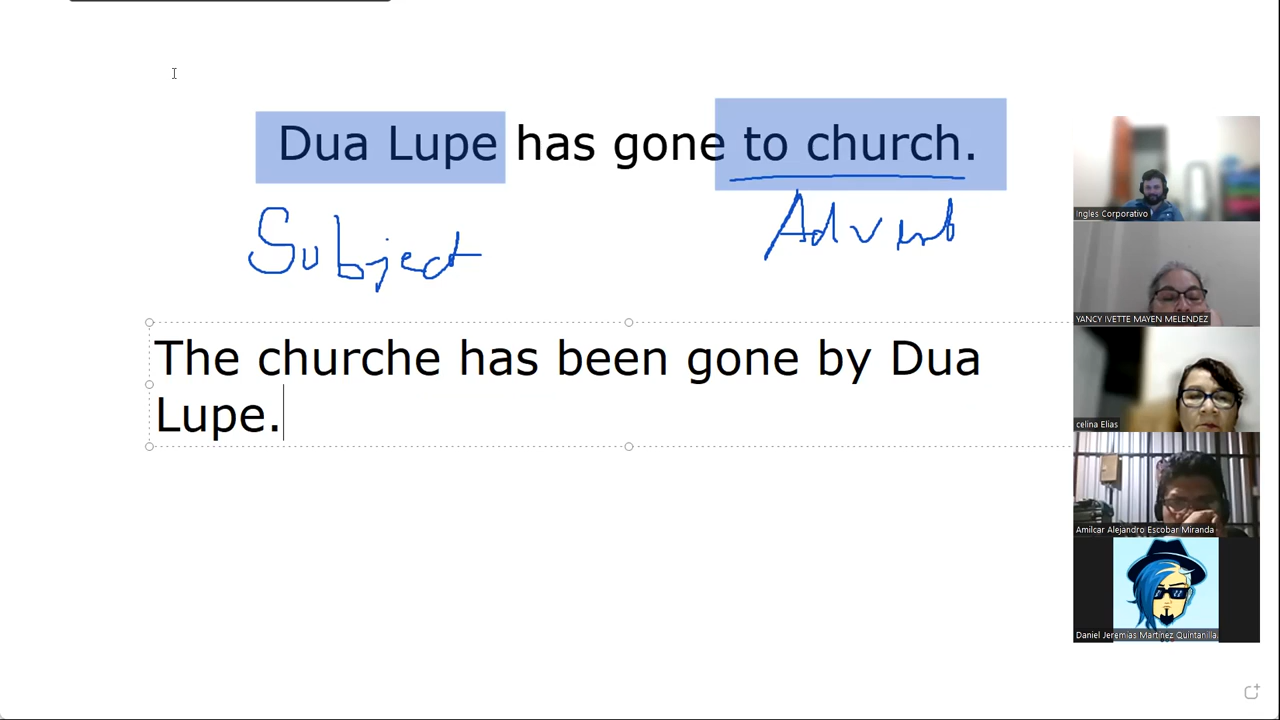 Dua Lupe has gone to church.
Subject
Adverb
The churche has been gone by Dua
Lupe.
Ingles Corporativo
YANCY IVETTE MAYEN MELENDEZ
celina Elias
Amilcar Alejandro Escobar Miranda
Daniel Jeremias Martinez Quintanilla